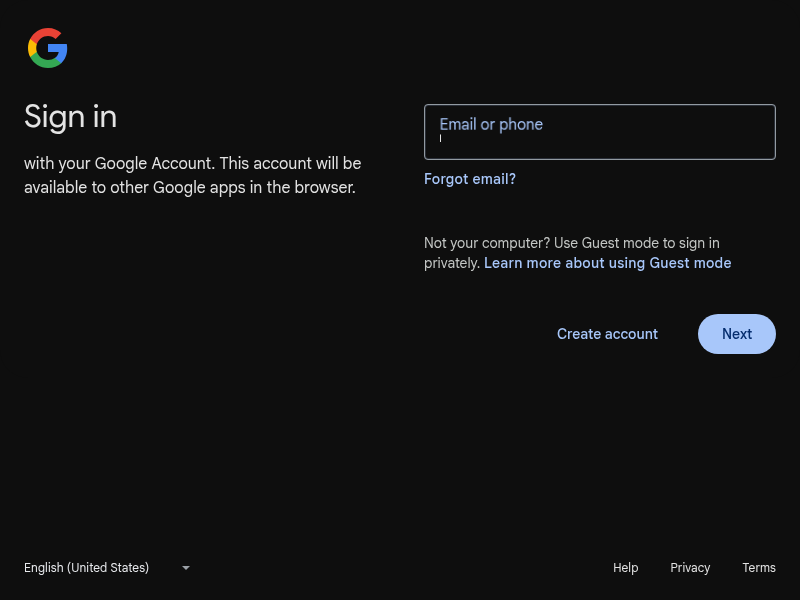 Sign in
with your Google Account. This account will be
available to other Google apps in the browser.
Email or phone
Forgot email?
Not your computer? Use Guest mode to sign in
privately. Learn more about using Guest mode
Create account
Next
English (United States)
Help
Privacy
Terms